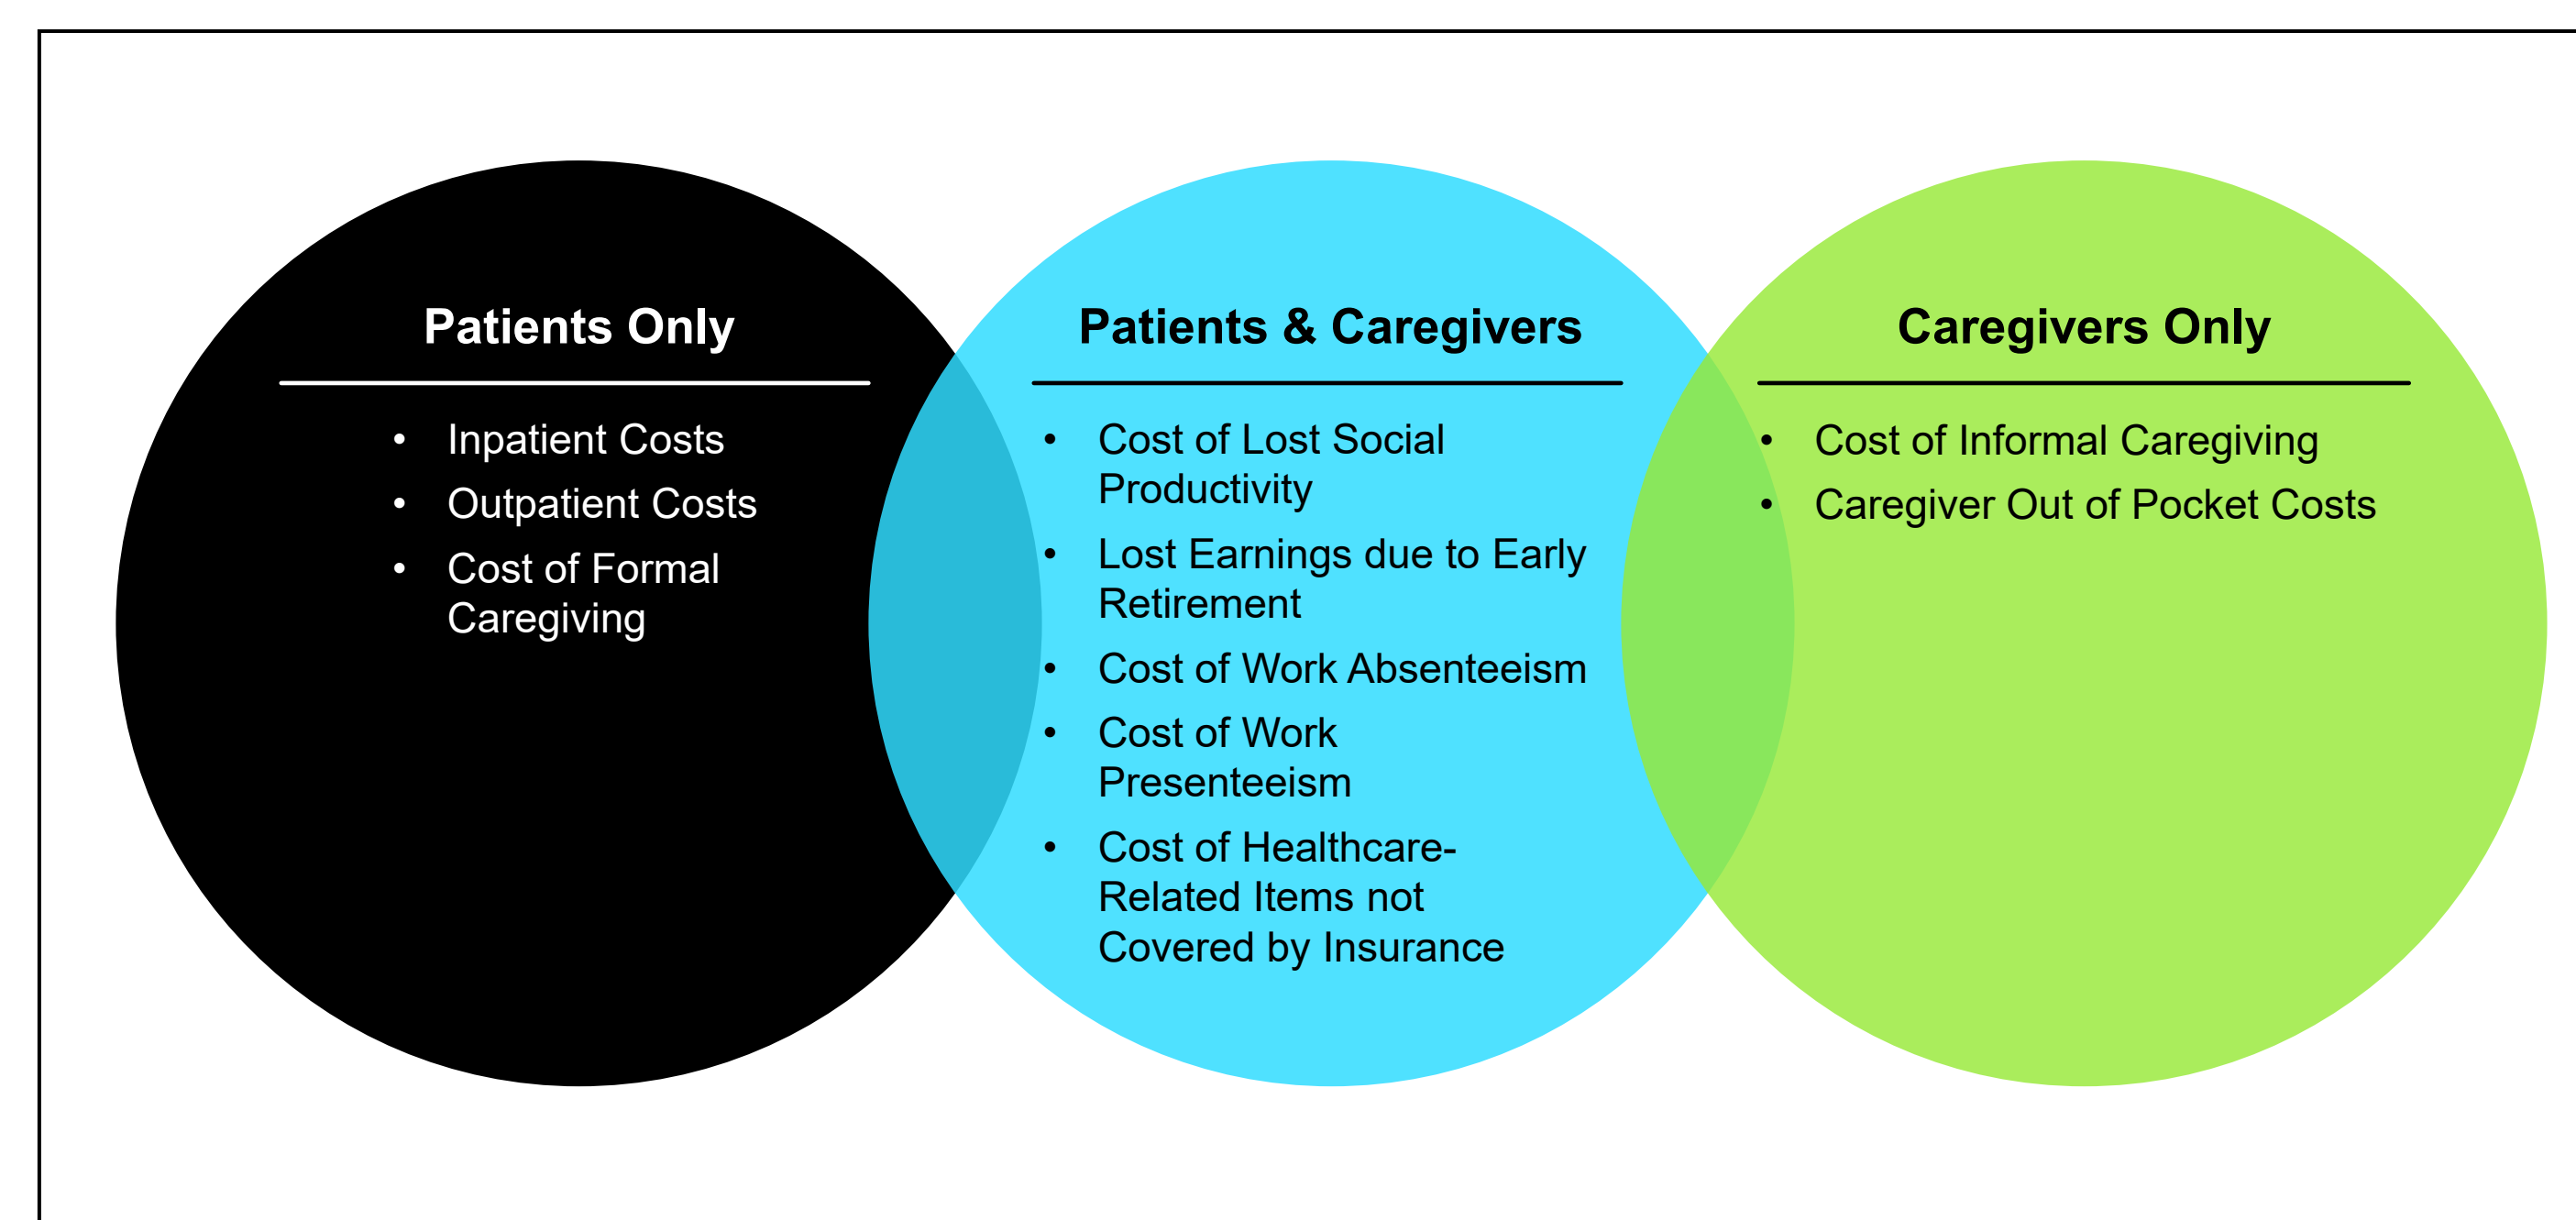 Patients Only
• Inpatient Costs
• Outpatient Costs
• Cost of Formal
Caregiving
Patients & Caregivers
• Cost of Lost Social
Productivity
• Lost Earnings due to Early
Retirement
• Cost of Work Absenteeism
• Cost of Work
Presenteeism
• Cost of Healthcare-
Related Items not
Covered by Insurance
Caregivers Only
• Cost of Informal Caregiving
• Caregiver Out of Pocket Costs